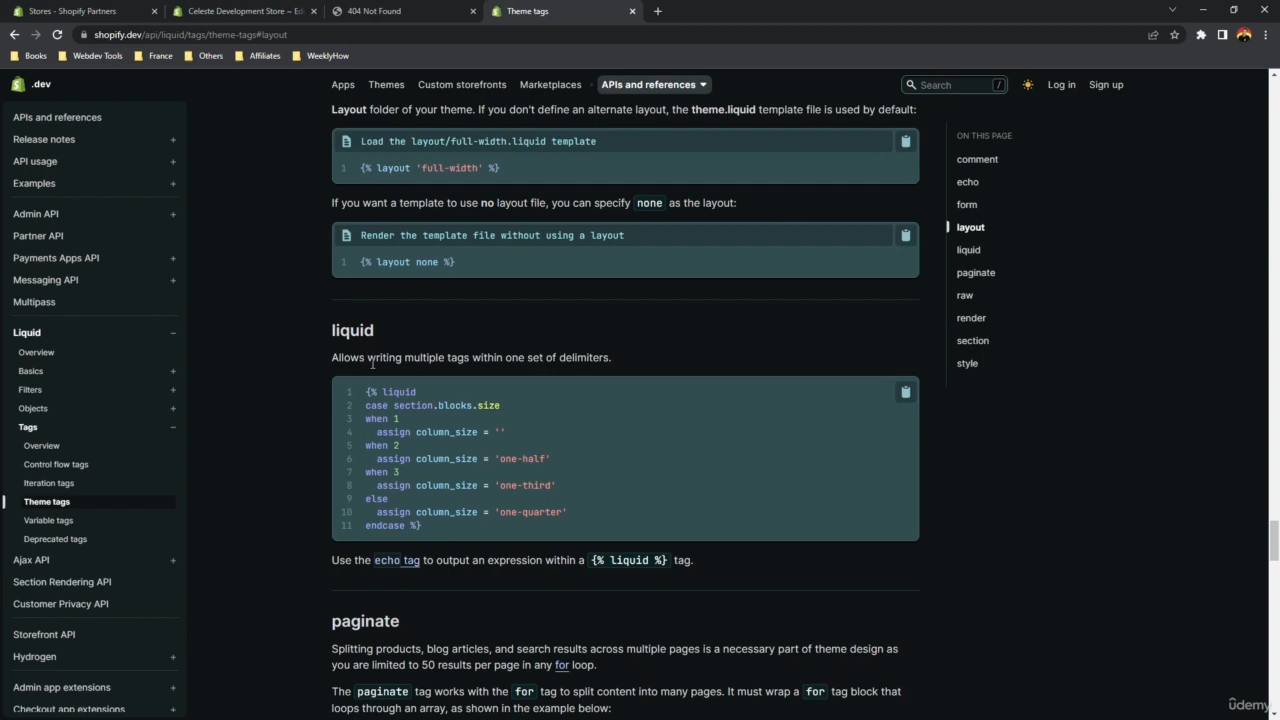 Stores - Shopify Partners
Celeste Development Store ~ Ed
404 Not Found
Theme tags
shopify.dev/api/liquid/tags/theme-tags#layout
Books
Webdev Tools
France
Others
Affiliates
WeeklyHow
.dev
Apps
Themes
Custom storefronts
Marketplaces
APIs and references
Search /
Log in
Sign up
APIs and references
Release notes
API usage
Examples
Admin API
Partner API
Payments Apps API
Messaging API
Multipass
Liquid
Overview
Basics
Filters
Objects
Tags
Overview
Control flow tags
Iteration tags
Theme tags
Variable tags
Deprecated tags
Ajax API
Section Rendering API
Customer Privacy API
Storefront API
Hydrogen
Admin app extensions
Checkout app extensions
Layout folder of your theme. If you don't define an alternate layout, the theme.liquid template file is used by default:
Load the layout/full-width.liquid template
1 {% layout 'full-width' %}
If you want a template to use no layout file, you can specify none as the layout:
Render the template file without using a layout
1 {% layout none %}
liquid
Allows writing multiple tags within one set of delimiters.
1 {% liquid
2 case section.blocks.size
3 when 1
4 assign column_size = ''
5 when 2
6 assign column_size = 'one-half'
7 when 3
8 assign column_size = 'one-third'
9 else
10 assign column_size = 'one-quarter'
11 endcase %}
Use the echo tag to output an expression within a {% liquid %} tag.
paginate
Splitting products, blog articles, and search results across multiple pages is a necessary part of theme design as
you are limited to 50 results per page in any for loop.
The paginate tag works with the for tag to split content into many pages. It must wrap a for tag block that
loops through an array, as shown in the example below:
ON THIS PAGE
comment
echo
form
layout
liquid
paginate
raw
render
section
style
ûdemy